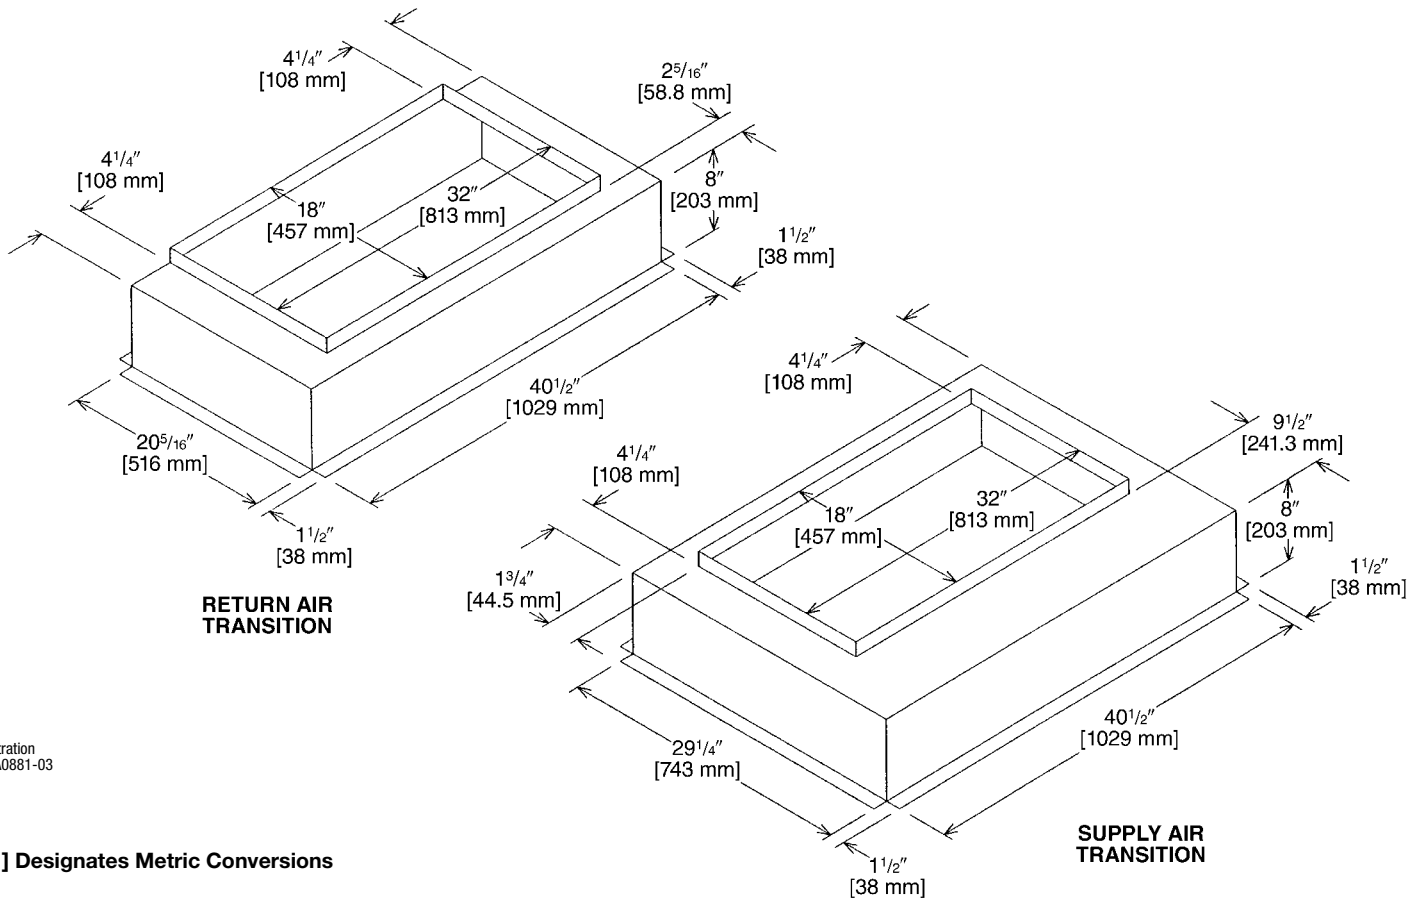 4 1/4″
[108 mm]
2 5/16″
[58.8 mm]
4 1/4″
[108 mm]
8″
[203 mm]
32″
[813 mm]
18″
[457 mm]
1 1/2″
[38 mm]
40 1/2″
[1029 mm]
20 5/16″
[516 mm]
1 1/2″
[38 mm]
RETURN AIR
TRANSITION
4 1/4″
[108 mm]
9 1/2″
[241.3 mm]
4 1/4″
[108 mm]
32″
[813 mm]
18″
[457 mm]
8″
[203 mm]
1 1/2″
[38 mm]
1 3/4″
[44.5 mm]
40 1/2″
[1029 mm]
29 1/4″
[743 mm]
1 1/2″
[38 mm]
SUPPLY AIR
TRANSITION
tration
A0881-03
] Designates Metric Conversions